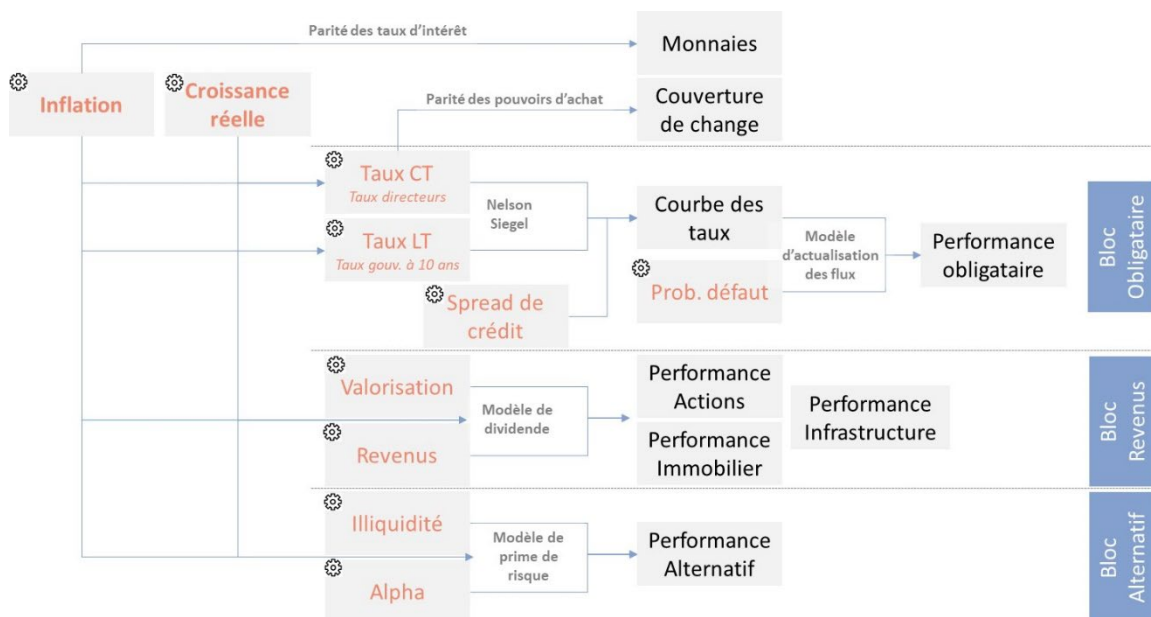 Parité des taux d'intérêt
Monnaies
Inflation
Croissance
réelle
Parité des pouvoirs d'achat
Couverture
de change
Taux CT
Taux directeurs
Nelson
Siegel
Taux LT
Taux gouv. à 10 ans
Courbe des
taux
Modèle
d'actualisation
des flux
Performance
obligataire
Bloc
Obligataire
Spread de
crédit
Prob. défaut
Valorisation
Modèle de
dividende
Revenus
Performance
Actions
Performance
Immobilier
Performance
Infrastructure
Bloc
Revenus
Illiquidité
Modèle de
prime de
risque
Alpha
Performance
Alternatif
Bloc
Alternatif